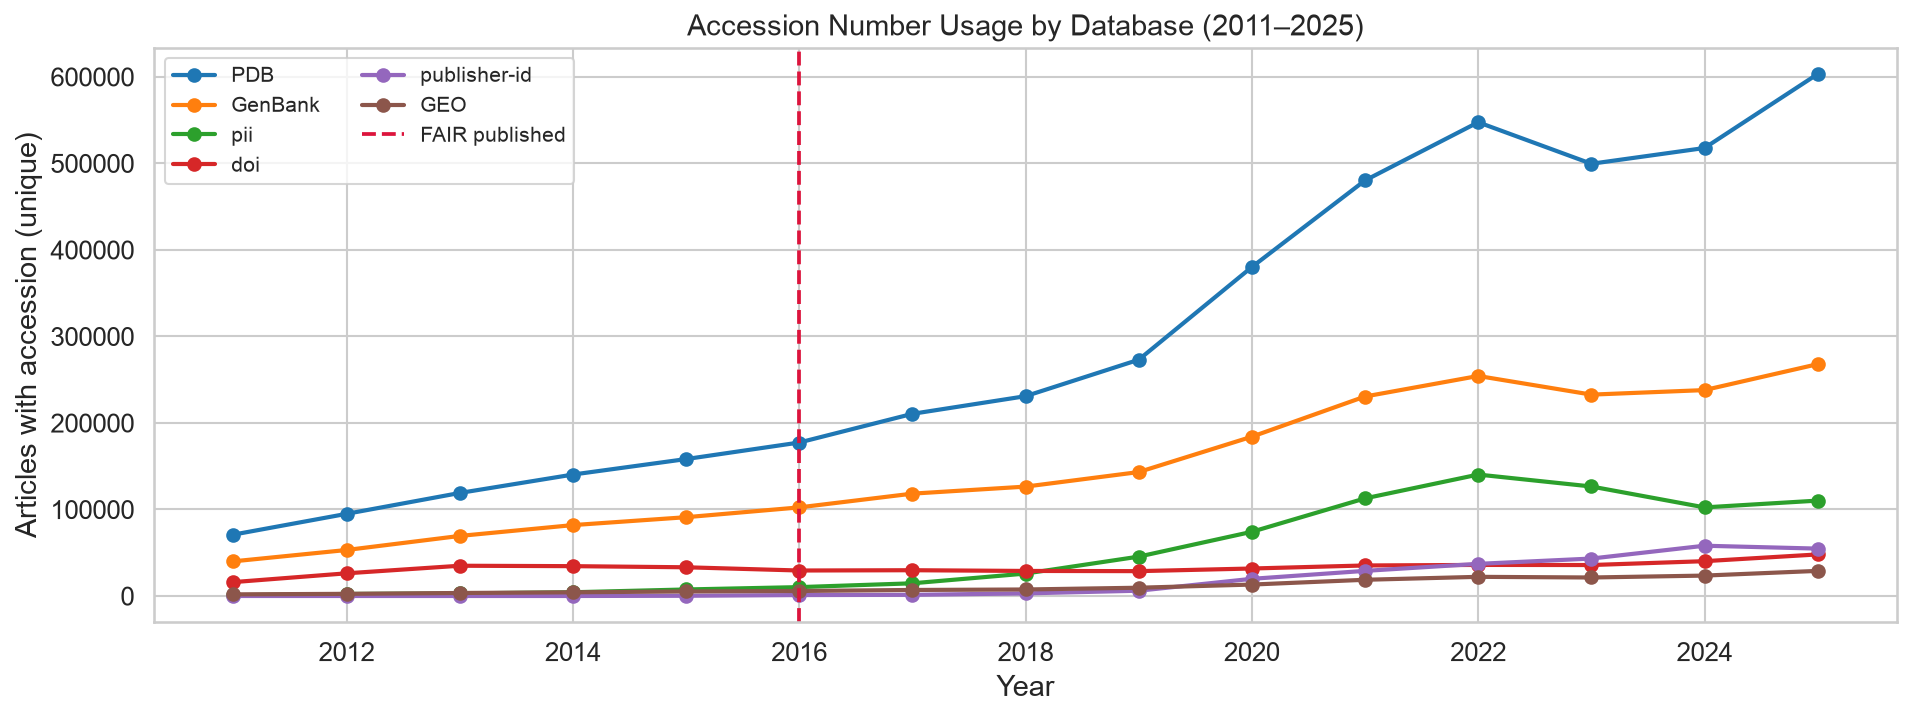 Accession Number Usage by Database (2011–2025)
PDB
GenBank
pii
doi
publisher-id
GEO
FAIR published
Articles with accession (unique)
600000
500000
400000
300000
200000
100000
0
2012
2014
2016
2018
2020
2022
2024
Year